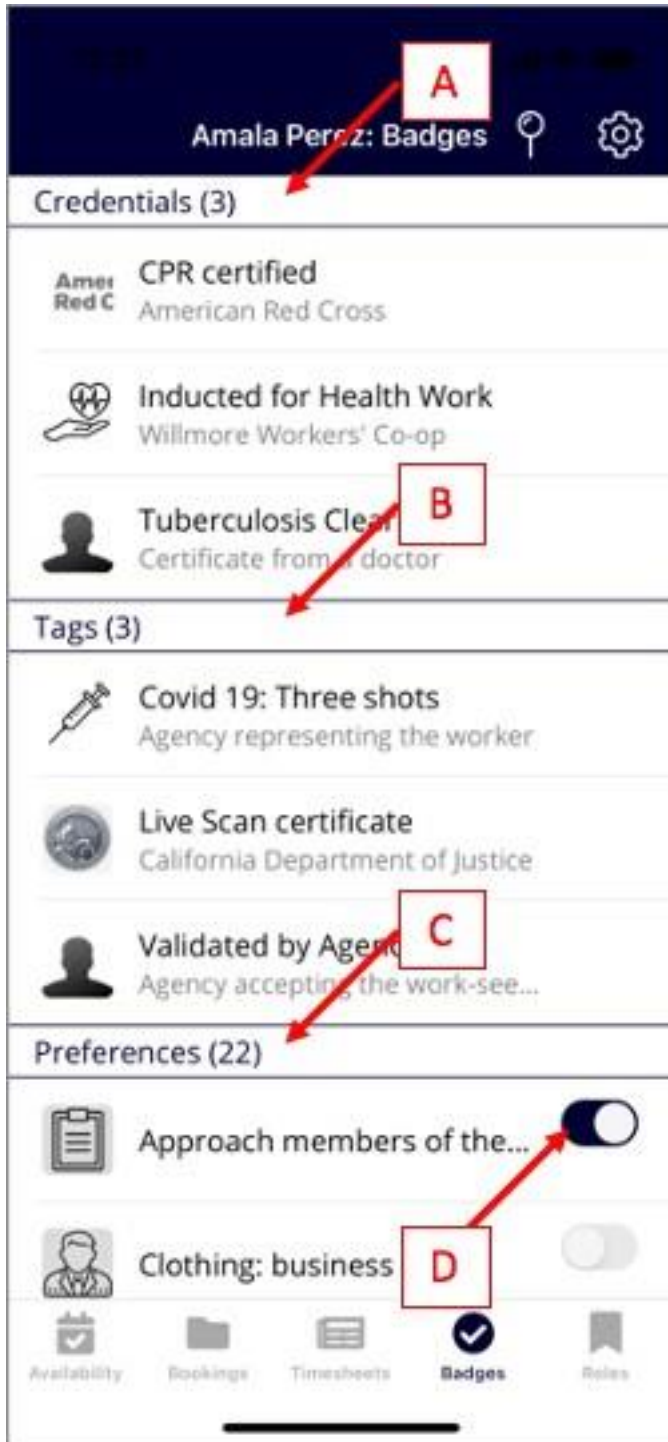 A
Amala Perez: Badges
Credentials (3)
Amer
Red C
CPR certified
American Red Cross
Inducted for Health Work
Willmore Workers' Co-op
B
Tuberculosis Clear
Certificate from a doctor
Tags (3)
Covid 19: Three shots
Agency representing the worker
Live Scan certificate
California Department of Justice
C
Validated by Agenc
Agency accepting the work-see...
Preferences (22)
Approach members of the...
Clothing: business
D
Availability
Bookings
Timesheets
Badges
Roles